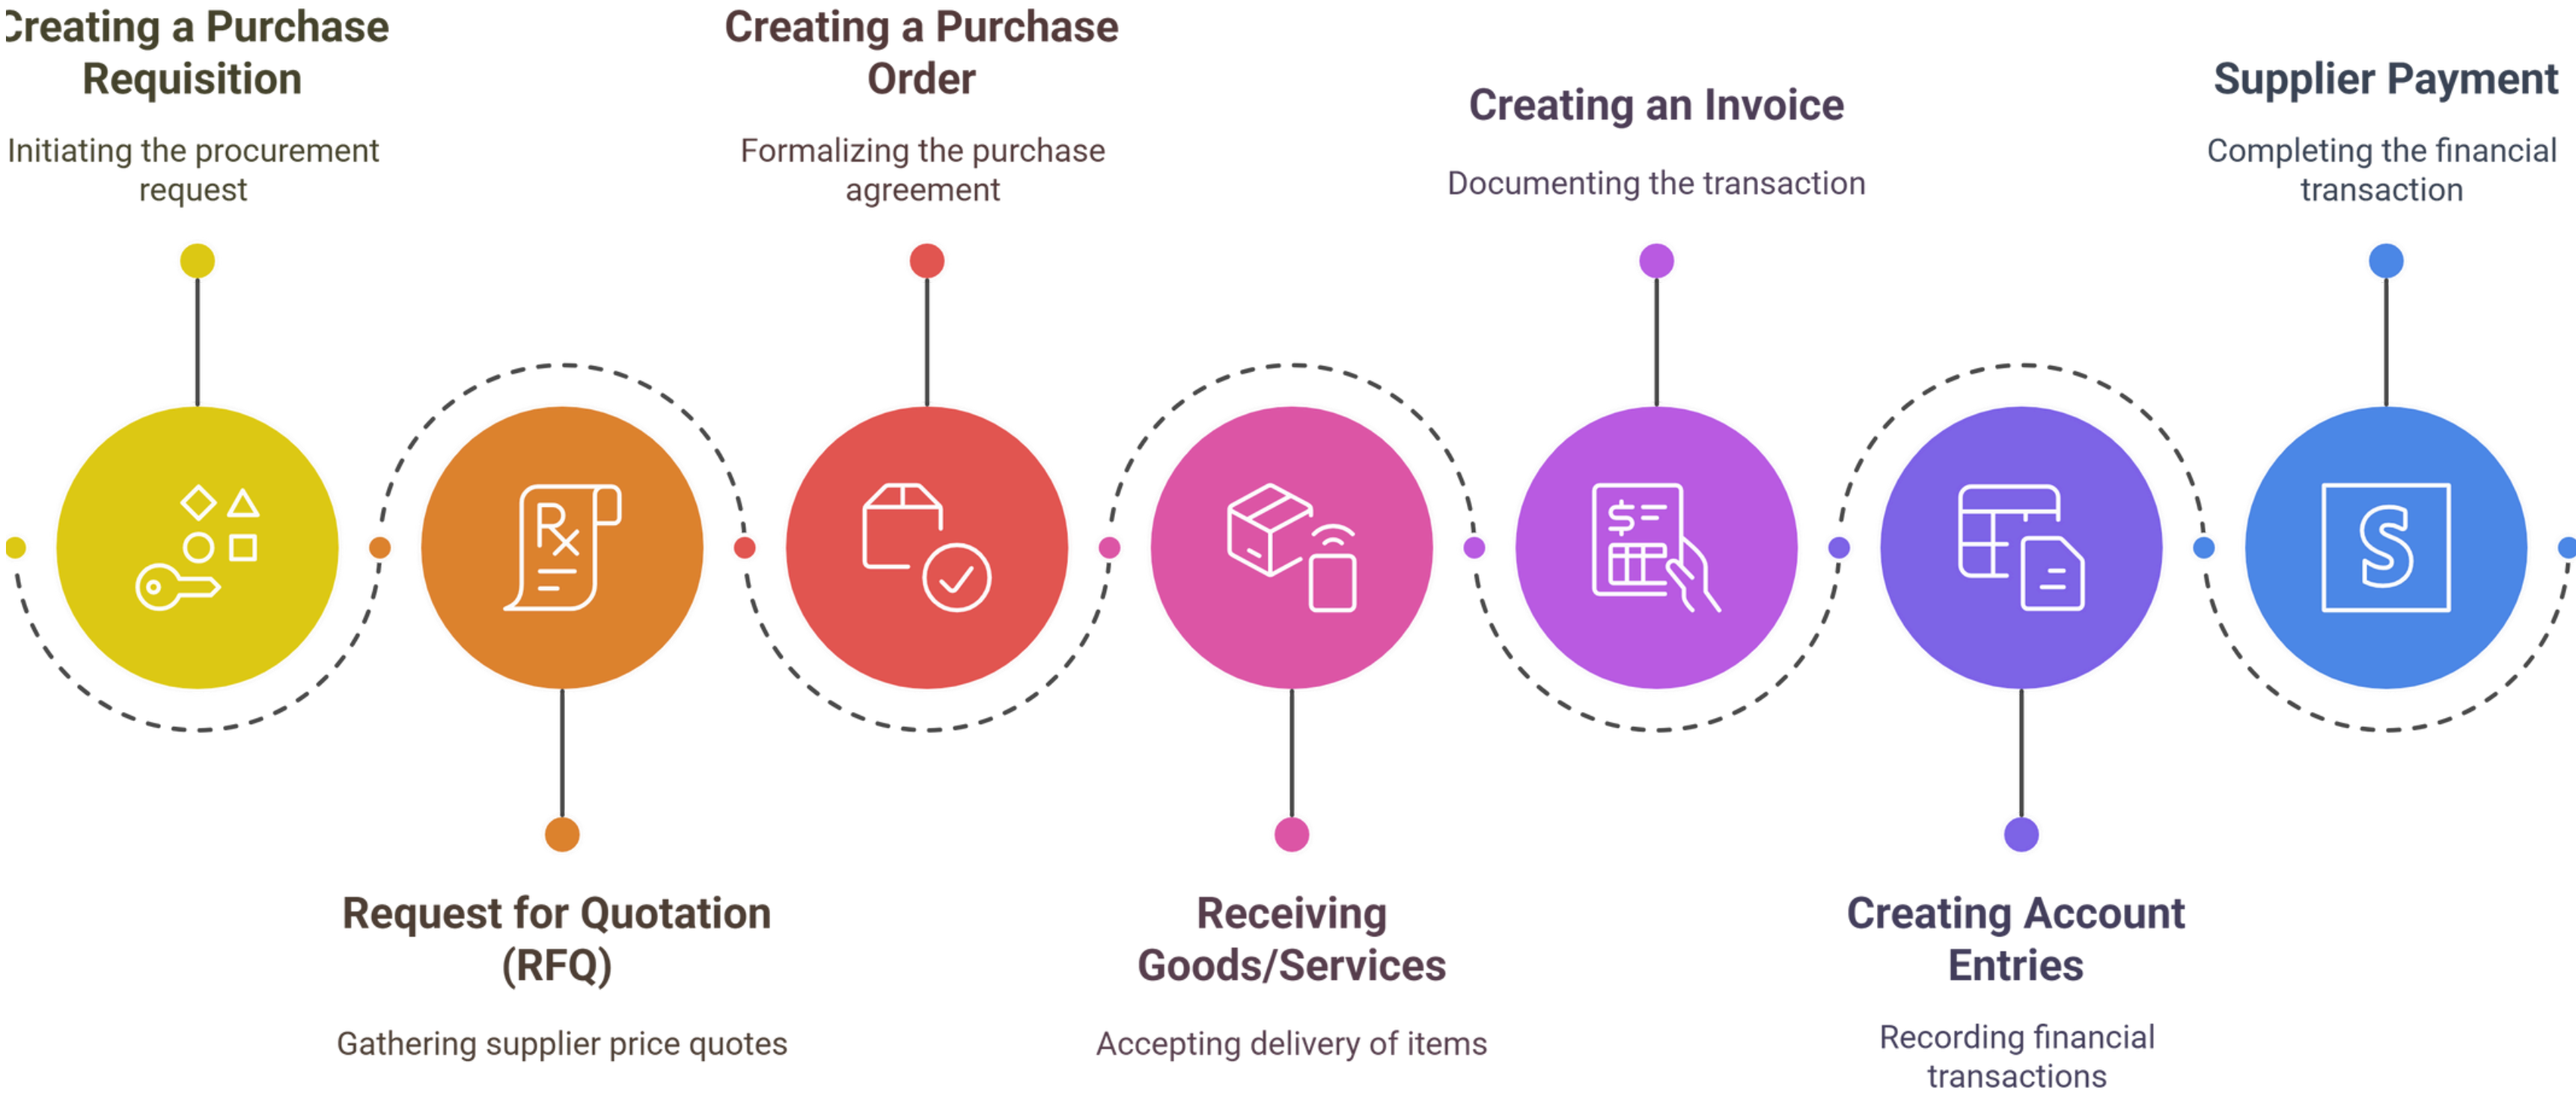 Creating a Purchase
Requisition
Initiating the procurement
request
Rx
Request for Quotation
(RFQ)
Gathering supplier price quotes
Creating a Purchase
Order
Formalizing the purchase
agreement
Receiving
Goods/Services
Accepting delivery of items
Creating an Invoice
Documenting the transaction
$
Creating Account
Entries
Recording financial
transactions
Supplier Payment
Completing the financial
transaction
S